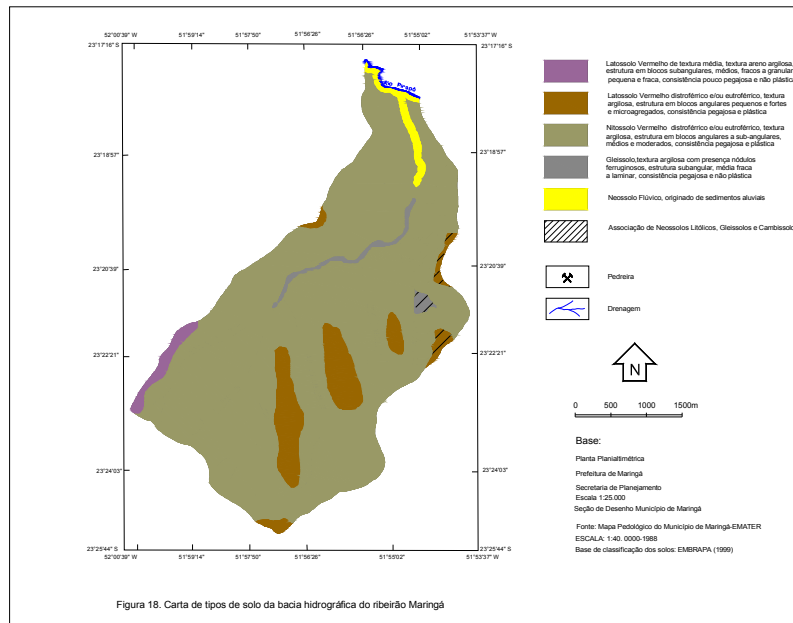 52°00'39" W
51°59'14"
51°56'26"
51°56'26
51°55'02"
51°53'37"
23°17'16" S
23°17'16" S
Rio Pirapó
23°18'57"
23°18'57"
23°20'39"
23°20'39"
23°22'21"
23°22'21"
23°24'03"
23°24'03"
23°25'44" S
23°25'44" S
52°00'39" W
51°59'14"
51°56'26"
51°55'02"
51°53'37"
Latossolo Vermelho de textura média, textura areno argilosa,
estrutura em blocos subangulares, médios, fracos a granular
pequena e fraca, consistência pouco pegajosa e não plástica
Latossolo Vermelho distroférrico e/ou eutroférrico, textura
argilosa, estrutura em blocos angulares pequenos e fortes
e microagregados, consistência pegajosa e plástica
Nitossolo Vermelho distroférrico e/ou eutroférrico, textura
argilosa, estrutura em blocos angulares a sub-angulares,
médios e moderados, consistência pegajosa e plástica
Gleissolo,textura argilosa com presença nódulos
ferruginosos, estrutura subangular, média fraca
a laminar, consistência pegajosa e não plástica
Neossolo Flúvico, originado de sedimentos aluviais
Associação de Neossolos Litólicos, Gleissolos e Cambissolo
Pedreira
Drenagem
N
0 500 1000 1500m
Base:
Planta Planialtimétrica
Prefeitura de Maringá
Secretaria de Planejamento
Escala 1:25.000
Seção de Desenho Município de Maringá
Fonte: Mapa Pedológico do Município de Maringá-EMATER
ESCALA: 1:40. 0000-1988
Base de classificação dos solos: EMBRAPA (1999)
Figura 18. Carta de tipos de solo da bacia hidrográfica do ribeirão Maringá